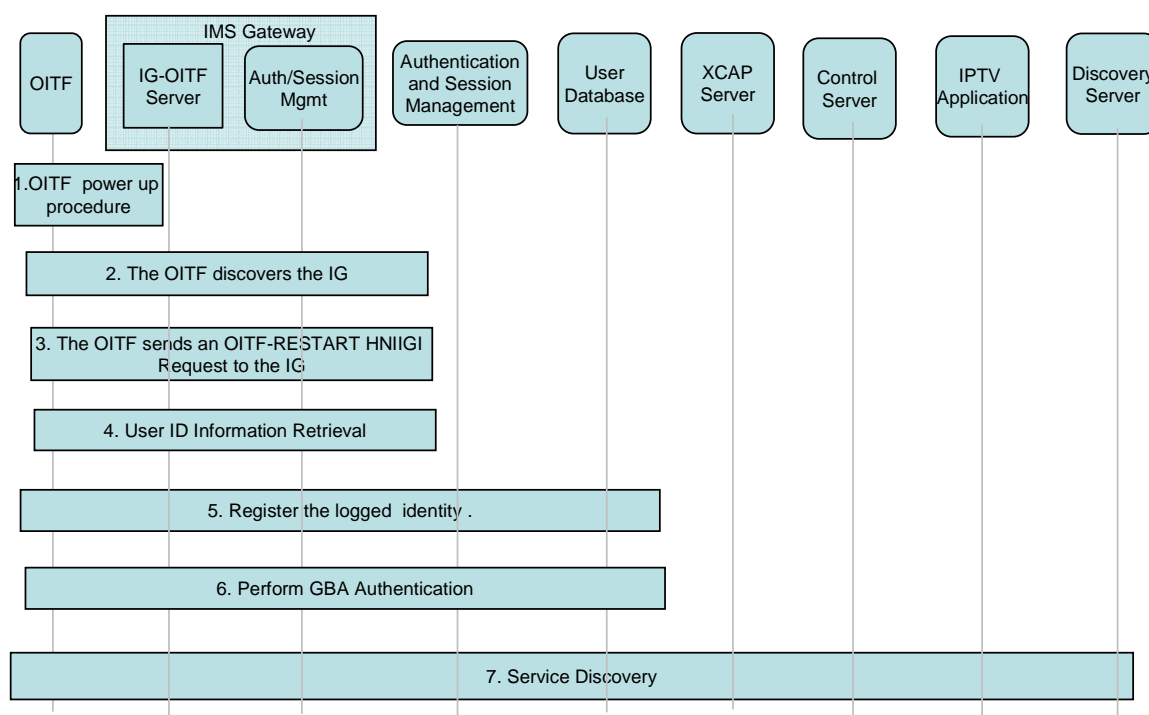 IMS Gateway
OITF
IG-OITF
Server
Auth/Session
Mgmt
Authentication
and Session
Management
User
Database
XCAP
Server
Control
Server
IPTV
Application
Discovery
Server
1.OITF power up
procedure
2. The OITF discovers the IG
3. The OITF sends an OITF-RESTART HNIIGI
Request to the IG
4. User ID Information Retrieval
5. Register the logged identity .
6. Perform GBA Authentication
7. Service Discovery